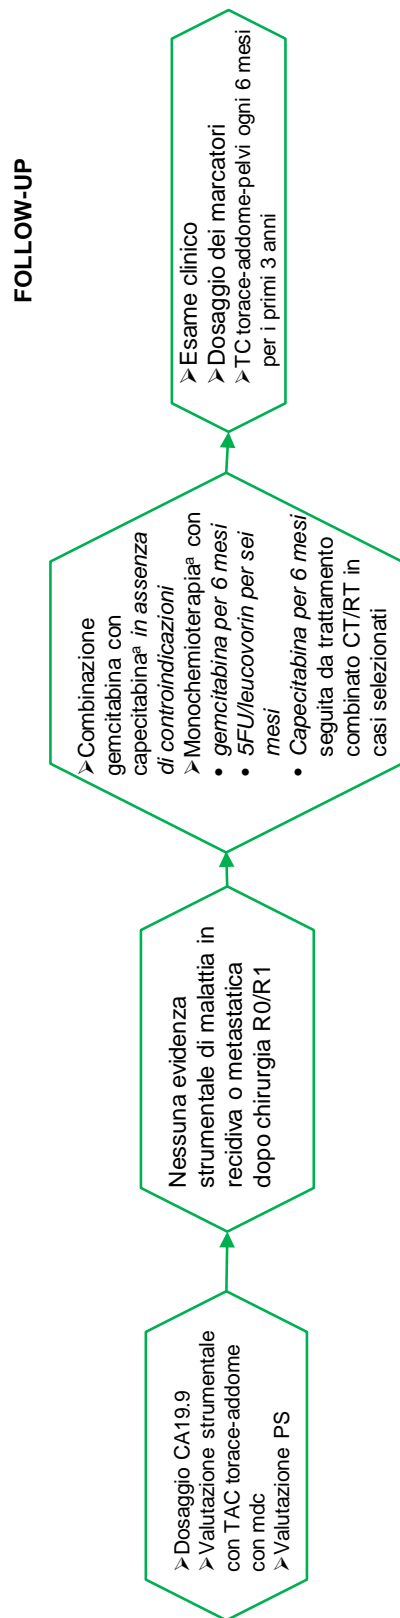 FOLLOW-UP
➢Dosaggio CA19.9
➢Valutazione strumentale
con TAC torace-addome
con mdc
➢Valutazione PS
Nessuna evidenza
strumentale di malattia in
recidiva o metastatica
dopo chirurgia R0/R1
➢Combinazione
gemcitabina con
capecitabinaª in assenza
di controindicazioni
➢Monochemioterapiaª con
• gemcitabina per 6 mesi
• 5FU/leucovorin per sei
mesi
• Capecitabina per 6 mesi
seguita da trattamento
combinato CT/RT in
casi selezionati
➢Esame clinico
➢Dosaggio dei marcatori
➢TC torace-addome-pelvi ogni 6 mesi
per i primi 3 anni